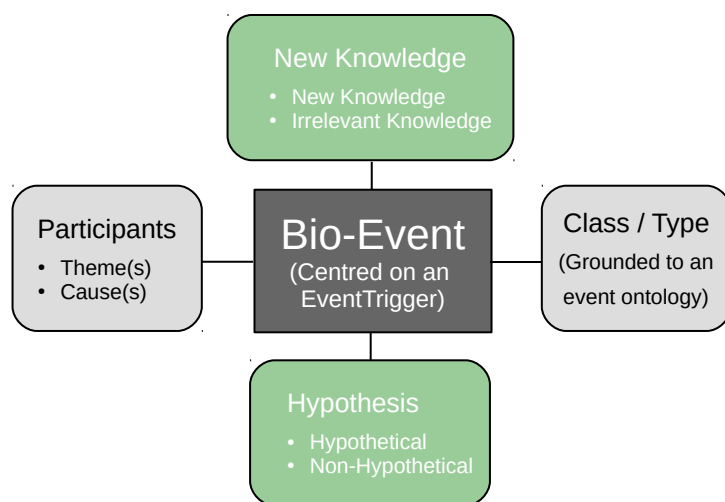 New Knowledge
• New Knowledge
• Irrelevant Knowledge
Participants
• Theme(s)
• Cause(s)
Bio-Event
(Centred on an
EventTrigger)
Class / Type
(Grounded to an
event ontology)
Hypothesis
• Hypothetical
• Non-Hypothetical